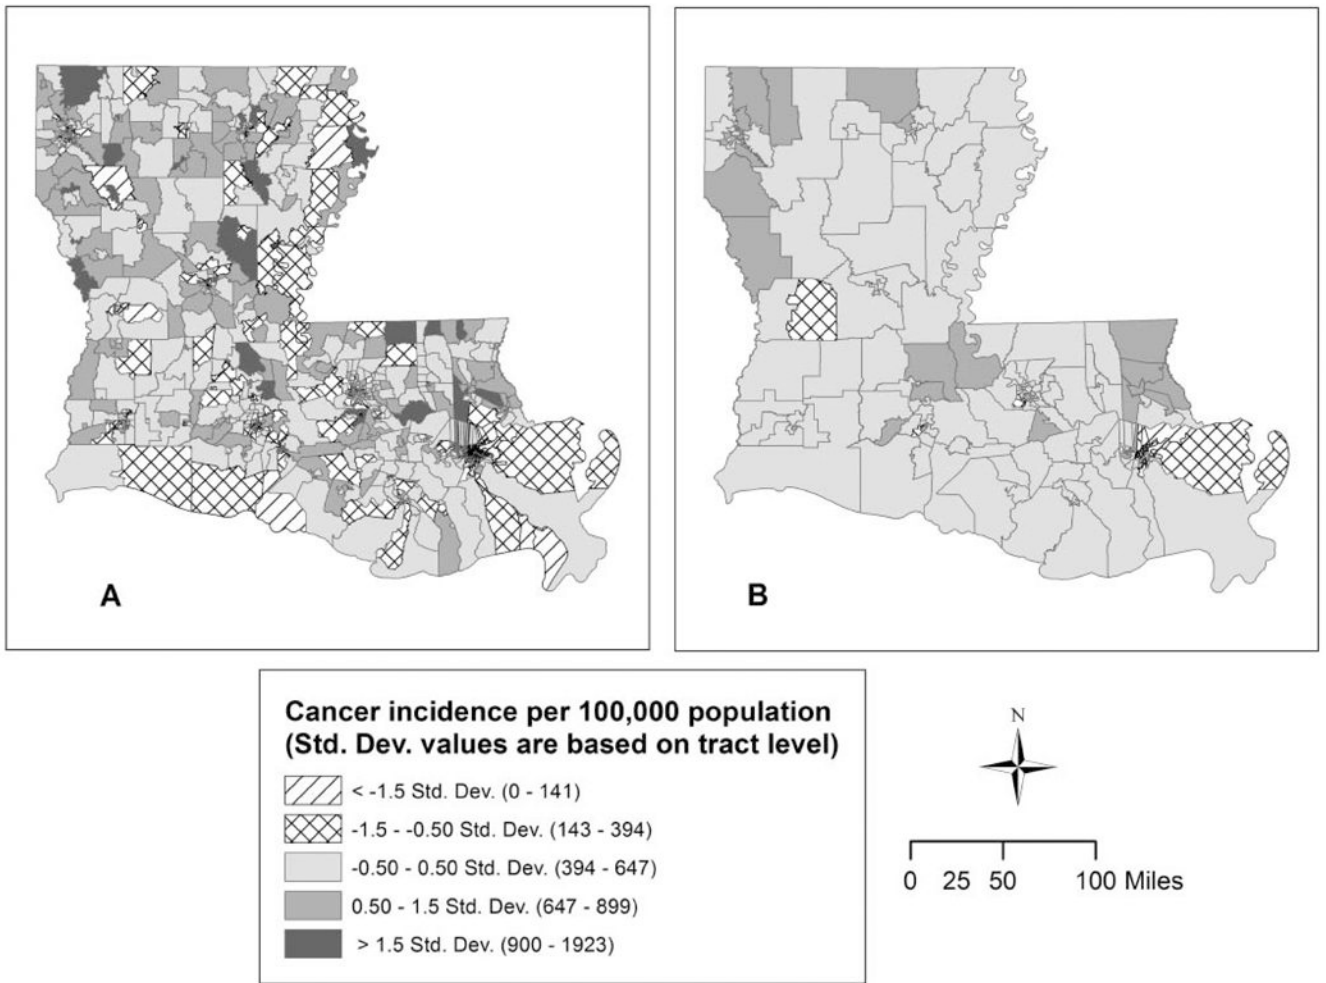 A
B
Cancer incidence per 100,000 population
(Std. Dev. values are based on tract level)
< -1.5 Std. Dev. (0 - 141)
-1.5 - -0.50 Std. Dev. (143 - 394)
-0.50 - 0.50 Std. Dev. (394 - 647)
0.50 - 1.5 Std. Dev. (647 - 899)
> 1.5 Std. Dev. (900 - 1923)
N
0 25 50 100 Miles